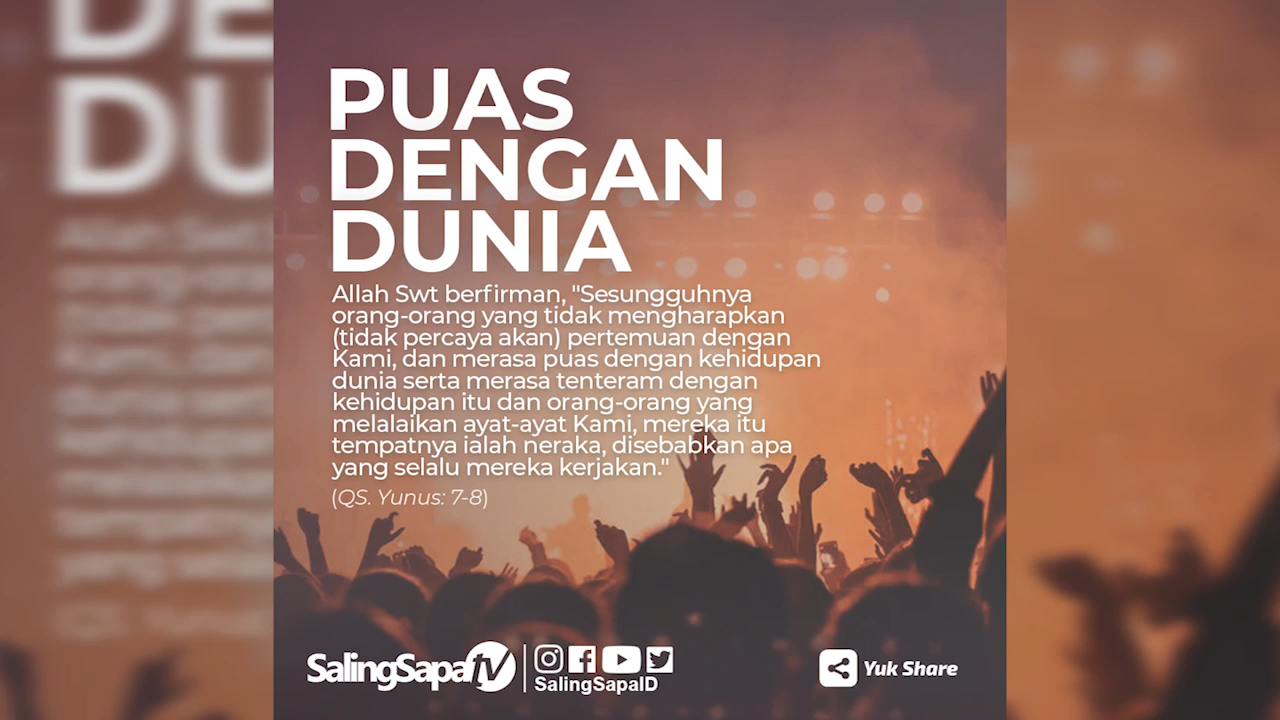 PUAS
DENGAN
DUNIA
Allah Swt berfirman, "Sesungguhnya
orang-orang yang tidak mengharapkan
(tidak percaya akan) pertemuan dengan
Kami, dan merasa puas dengan kehidupan
dunia serta merasa tenteram dengan
kehidupan itu dan orang-orang yang
melalaikan ayat-ayat Kami, mereka itu
tempatnya ialah neraka, disebabkan apa
yang selalu mereka kerjakan."
(QS. Yunus: 7-8)
SalingSapa tv
SalingSapaID
Yuk Share